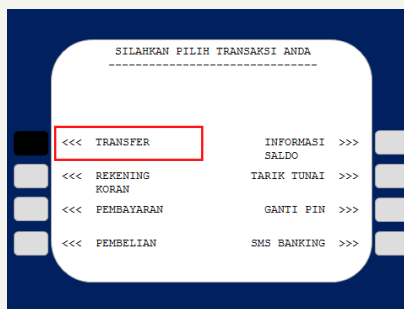 SILAHKAN PILIH TRANSAKSI ANDA
-------------------------------
<<< TRANSFER INFORMASI >>>
SALDO
<<< REKENING TARIK TUNAI >>>
KORAN
<<< PEMBAYARAN GANTI PIN >>>
<<< PEMBELIAN SMS BANKING >>>